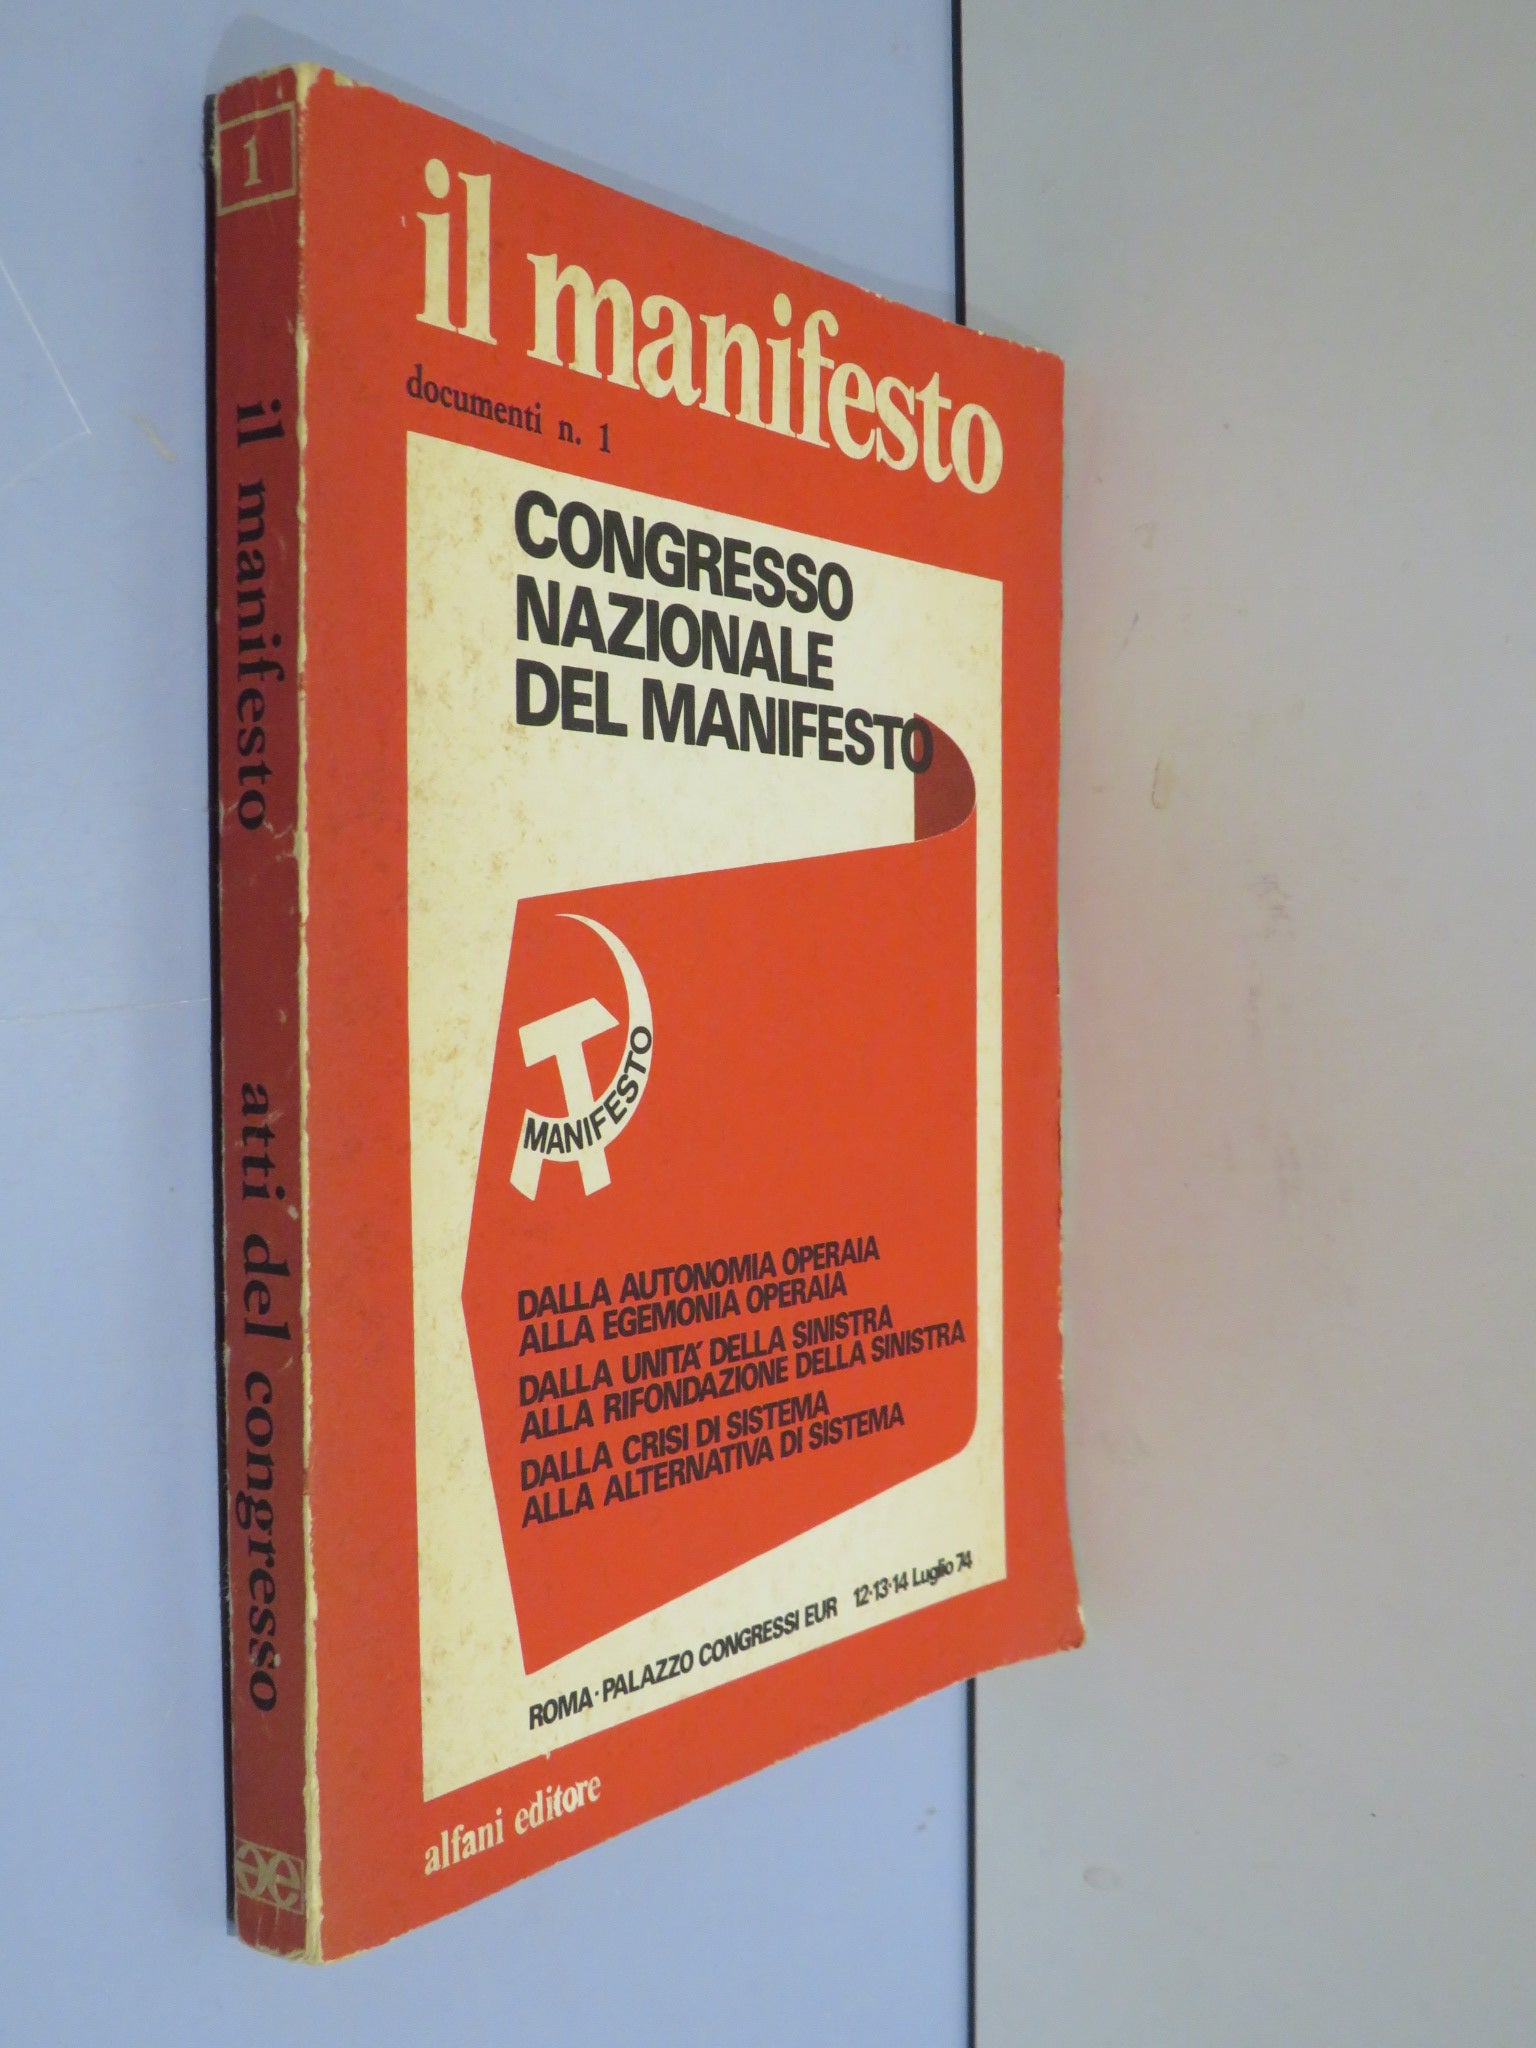 1
il manifesto
atti del congresso
il manifesto
documenti n. 1
CONGRESSO
NAZIONALE
DEL MANIFESTO
MANIFESTO
DALLA AUTONOMIA OPERAIA
ALLA EGEMONIA OPERAIA
DALLA UNITA' DELLA SINISTRA
ALLA RIFONDAZIONE DELLA SINISTRA
DALLA CRISI DI SISTEMA
ALLA ALTERNATIVA DI SISTEMA
ROMA·PALAZZO CONGRESSI EUR 12·13·14 Luglio 74
alfani editore